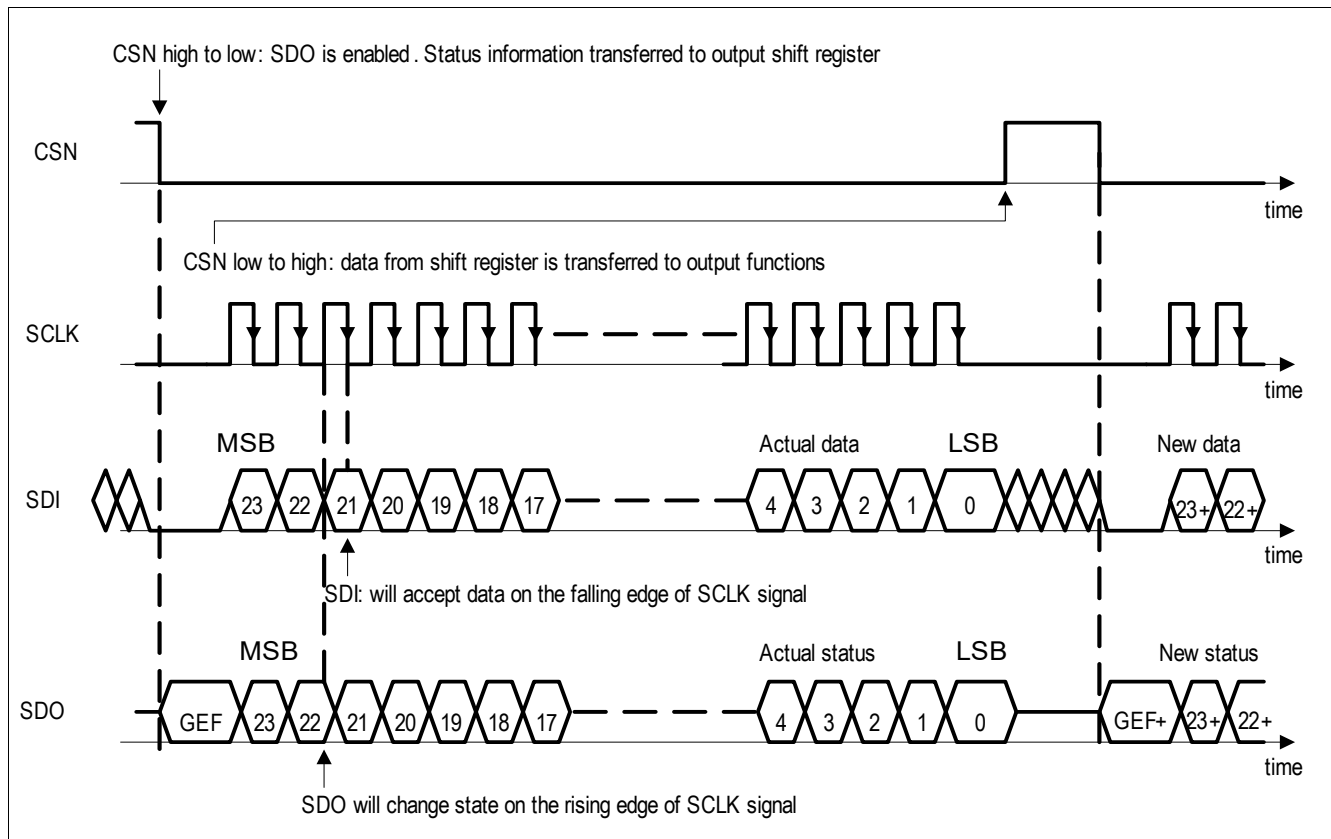 CSN high to low: SDO is enabled. Status information transferred to output shift register
CSN
time
CSN low to high: data from shift register is transferred to output functions
SCLK
time
MSB
Actual data
LSB
New data
SDI
23
22
21
20
19
18
17
4
3
2
1
0
23+
22+
time
SDI: will accept data on the falling edge of SCLK signal
MSB
Actual status
LSB
New status
SDO
GEF
23
22
21
20
19
18
17
4
3
2
1
0
GEF+
23+
22+
time
SDO will change state on the rising edge of SCLK signal